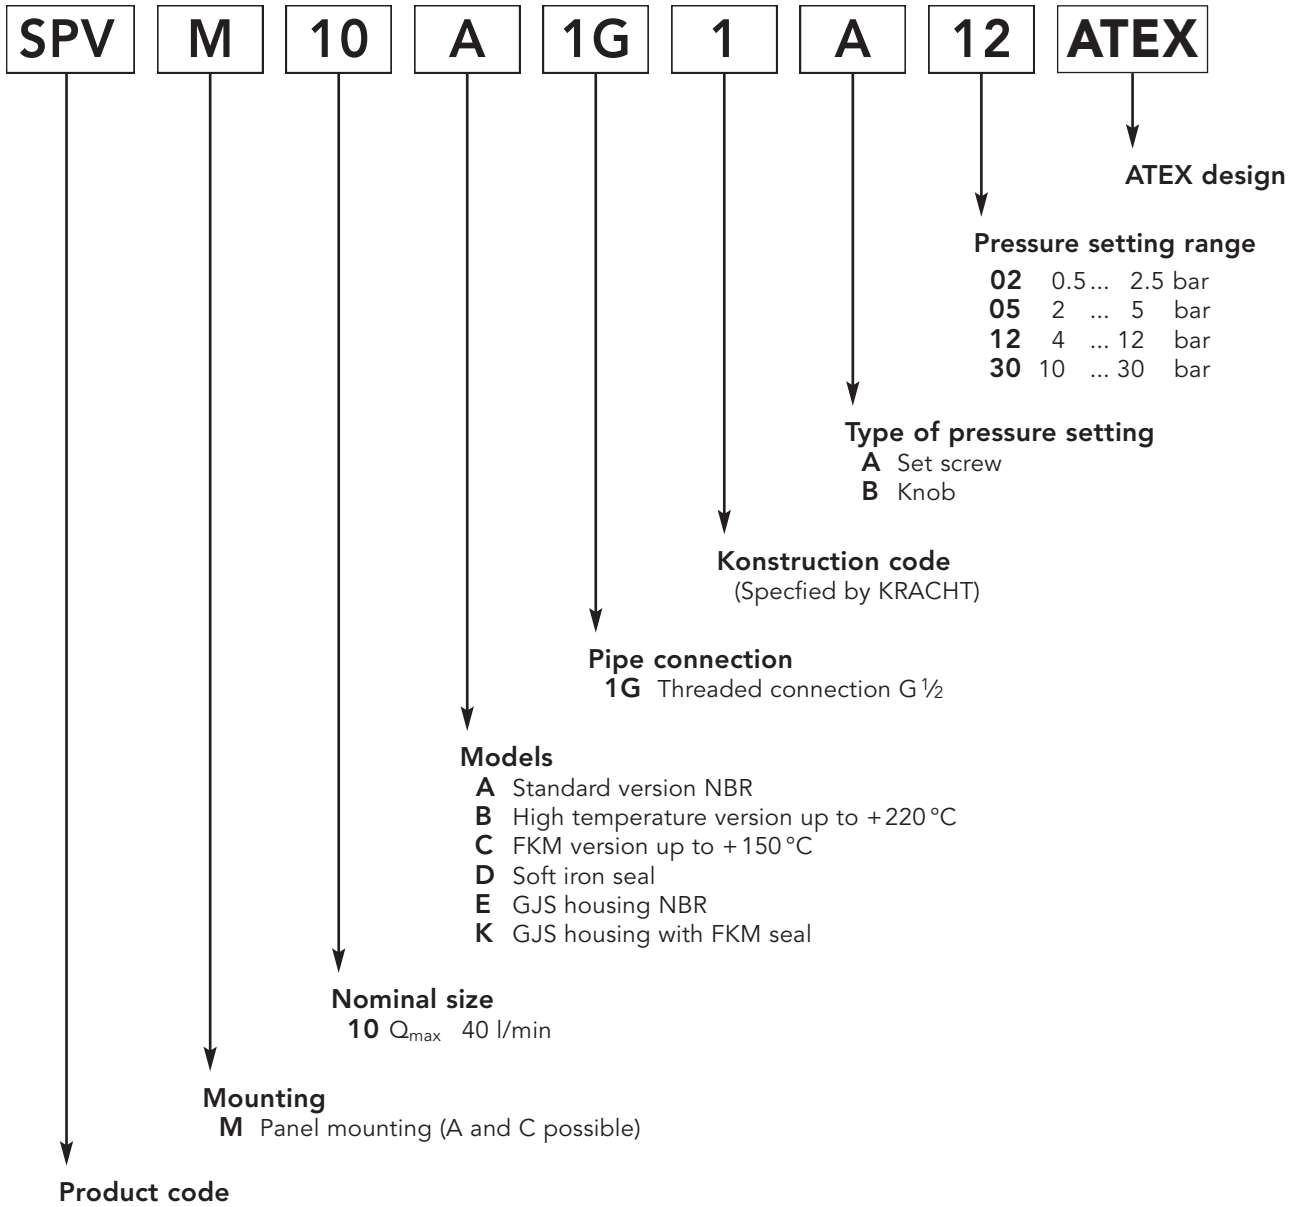 SPV M 10 A 1G 1 A 12 ATEX
ATEX design
Pressure setting range
02 0.5 ... 2.5 bar
05 2 ... 5 bar
12 4 ... 12 bar
30 10 ... 30 bar
Type of pressure setting
A Set screw
B Knob
Konstruction code
(Specfied by KRACHT)
Pipe connection
1G Threaded connection G ½
Models
A Standard version NBR
B High temperature version up to +220 °C
C FKM version up to +150 °C
D Soft iron seal
E GJS housing NBR
K GJS housing with FKM seal
Nominal size
10 Qmax 40 l/min
Mounting
M Panel mounting (A and C possible)
Product code